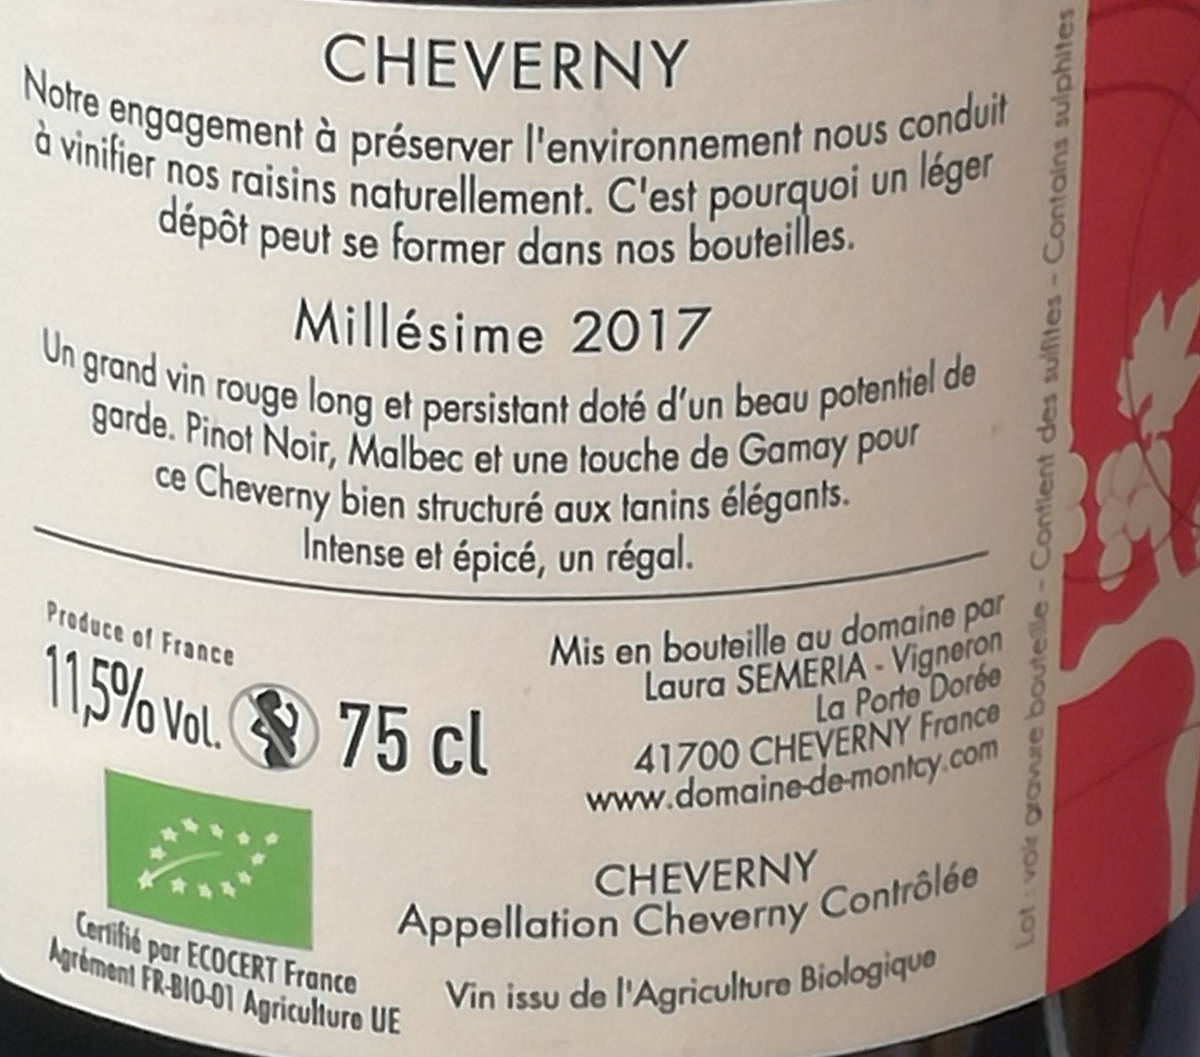 CHEVERNY
Notre engagement à préserver l'environnement nous conduit
à vinifier nos raisins naturellement. C'est pourquoi un léger
dépôt peut se former dans nos bouteilles.
Millésime 2017
Un grand vin rouge long et persistant doté d'un beau potentiel de
garde. Pinot Noir, Malbec et une touche de Gamay pour
ce Cheverny bien structuré aux tanins élégants.
Intense et épicé, un régal.
Produce of France
11,5% Vol. 75 cl
Mis en bouteille au domaine par
Laura SEMERIA - Vigneron
La Porte Dorée
41700 CHEVERNY France
www.domaine-de-montcy.com
CHEVERNY
Appellation Cheverny Contrôlée
Vin issu de l'Agriculture Biologique
Certifié par ECOCERT France
Agrément FR-BIO-01 Agriculture UE
Lot : voir gravure bouteille - Contient des sulfites - Contains sulphites